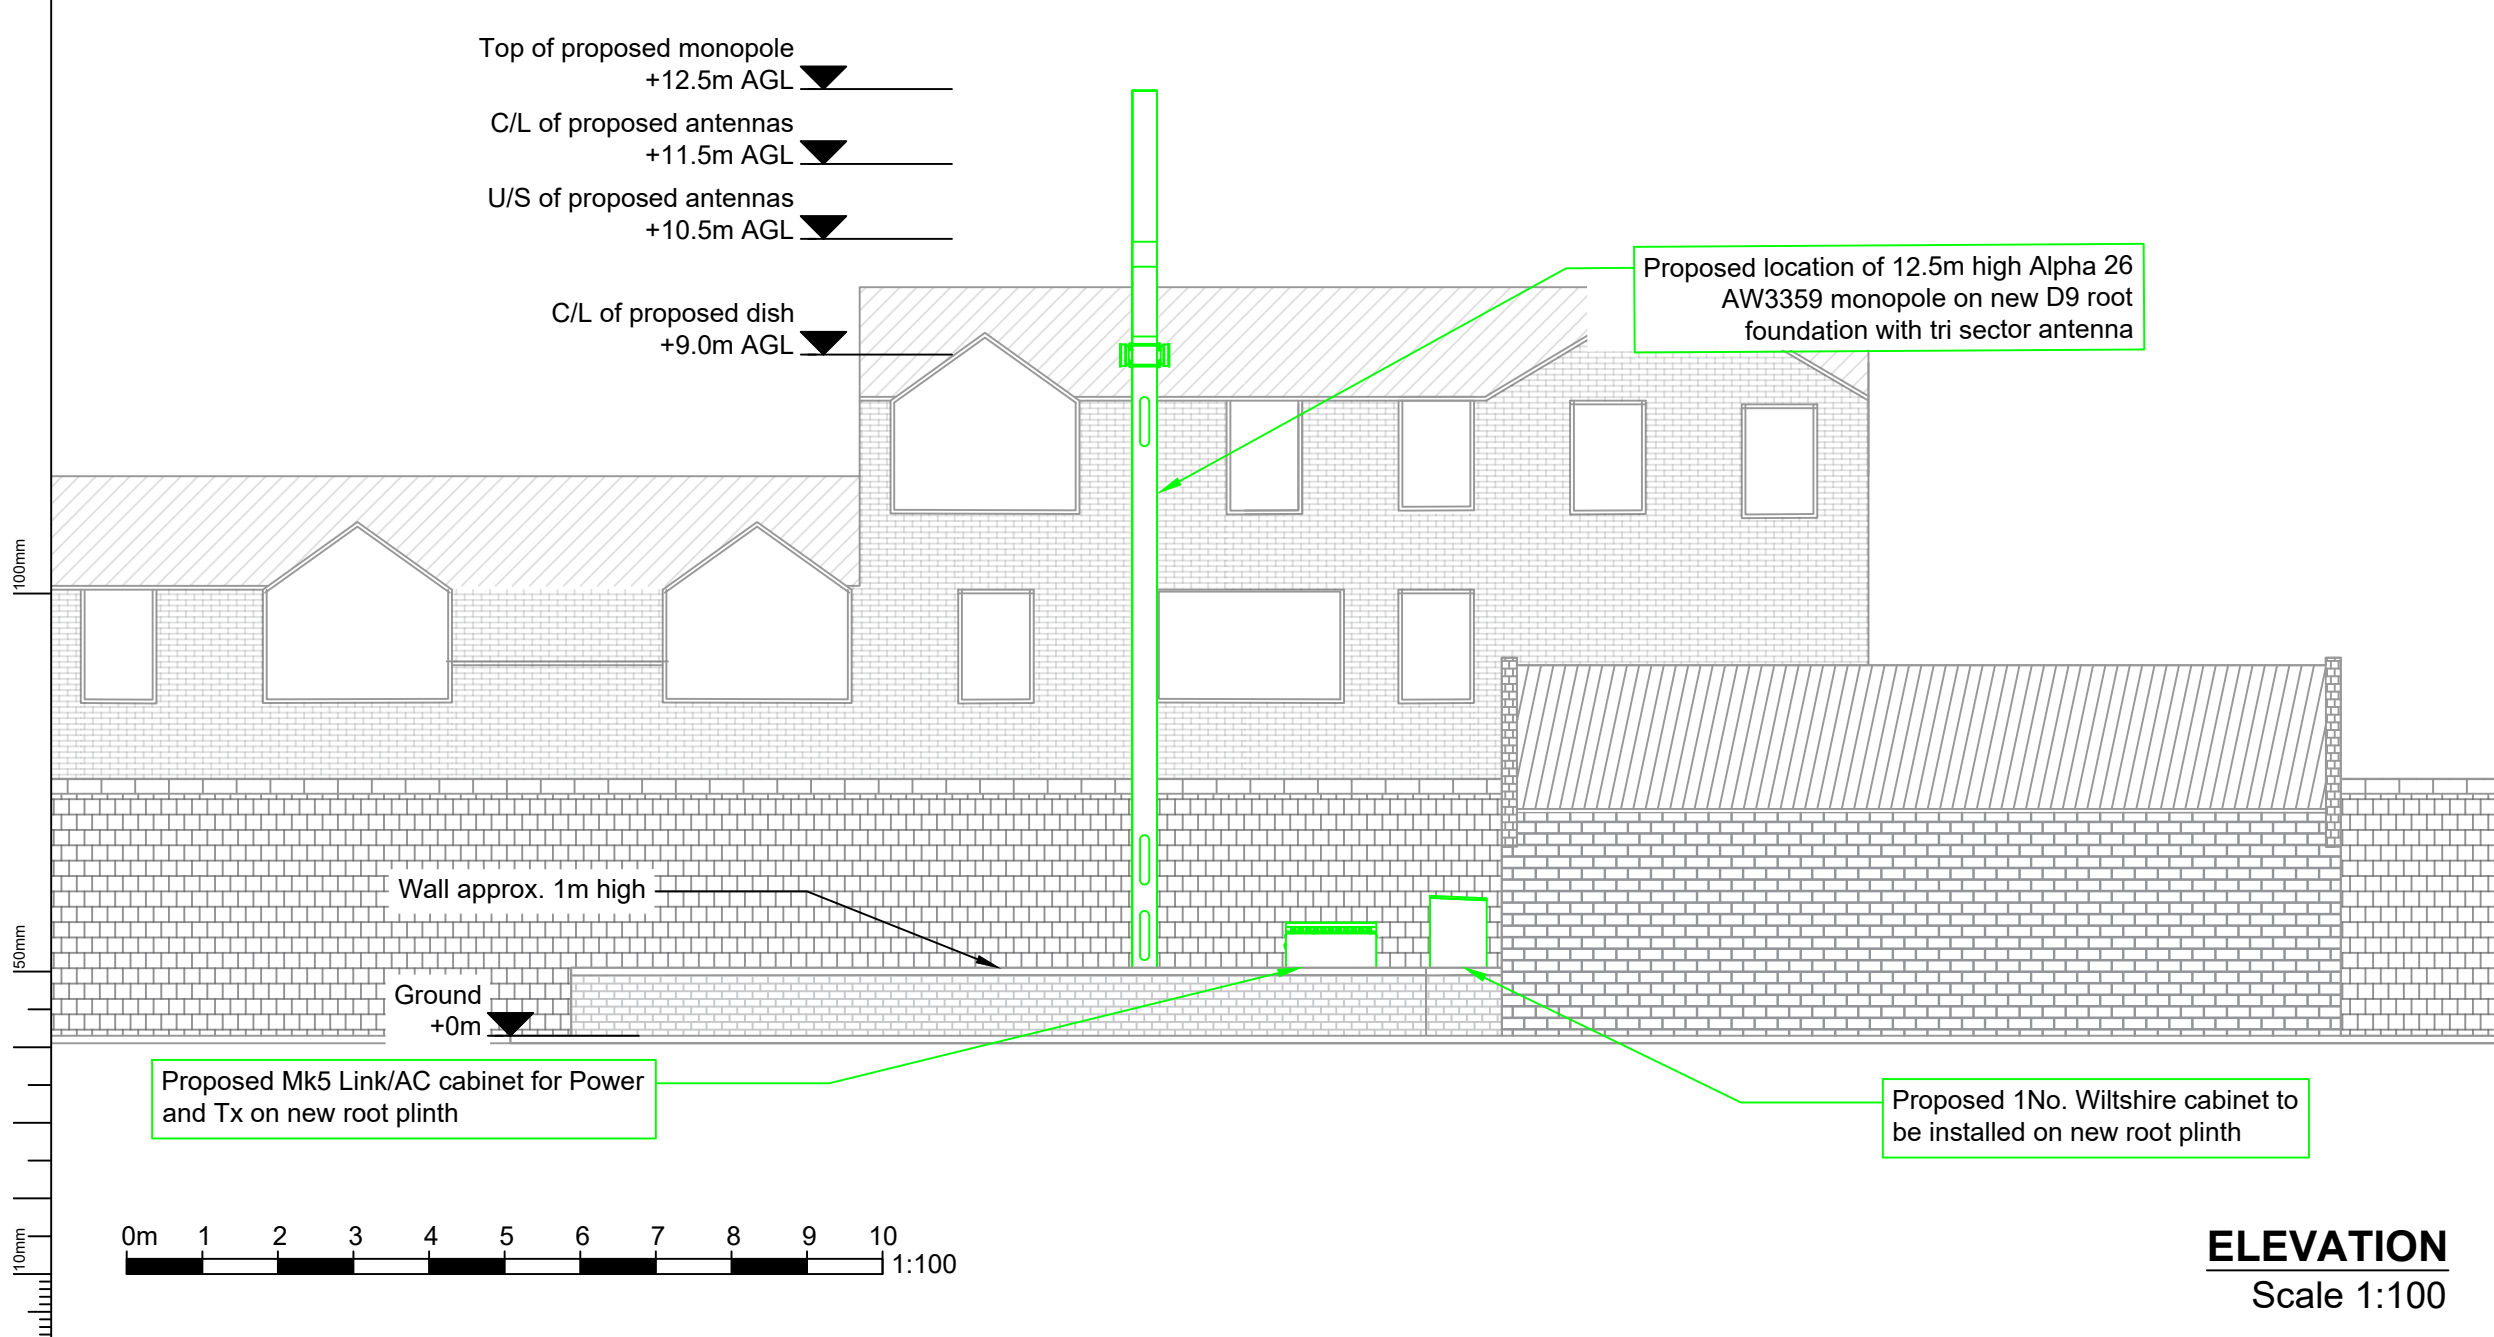 Top of proposed monopole
+12.5m AGL
C/L of proposed antennas
+11.5m AGL
U/S of proposed antennas
+10.5m AGL
C/L of proposed dish
+9.0m AGL
Proposed location of 12.5m high Alpha 26
AW3359 monopole on new D9 root
foundation with tri sector antenna
100mm
Wall approx. 1m high
50mm
Ground
+0m
Proposed Mk5 Link/AC cabinet for Power
and Tx on new root plinth
Proposed 1No. Wiltshire cabinet to
be installed on new root plinth
10mm
0m 1 2 3 4 5 6 7 8 9 10
1:100
ELEVATION
Scale 1:100